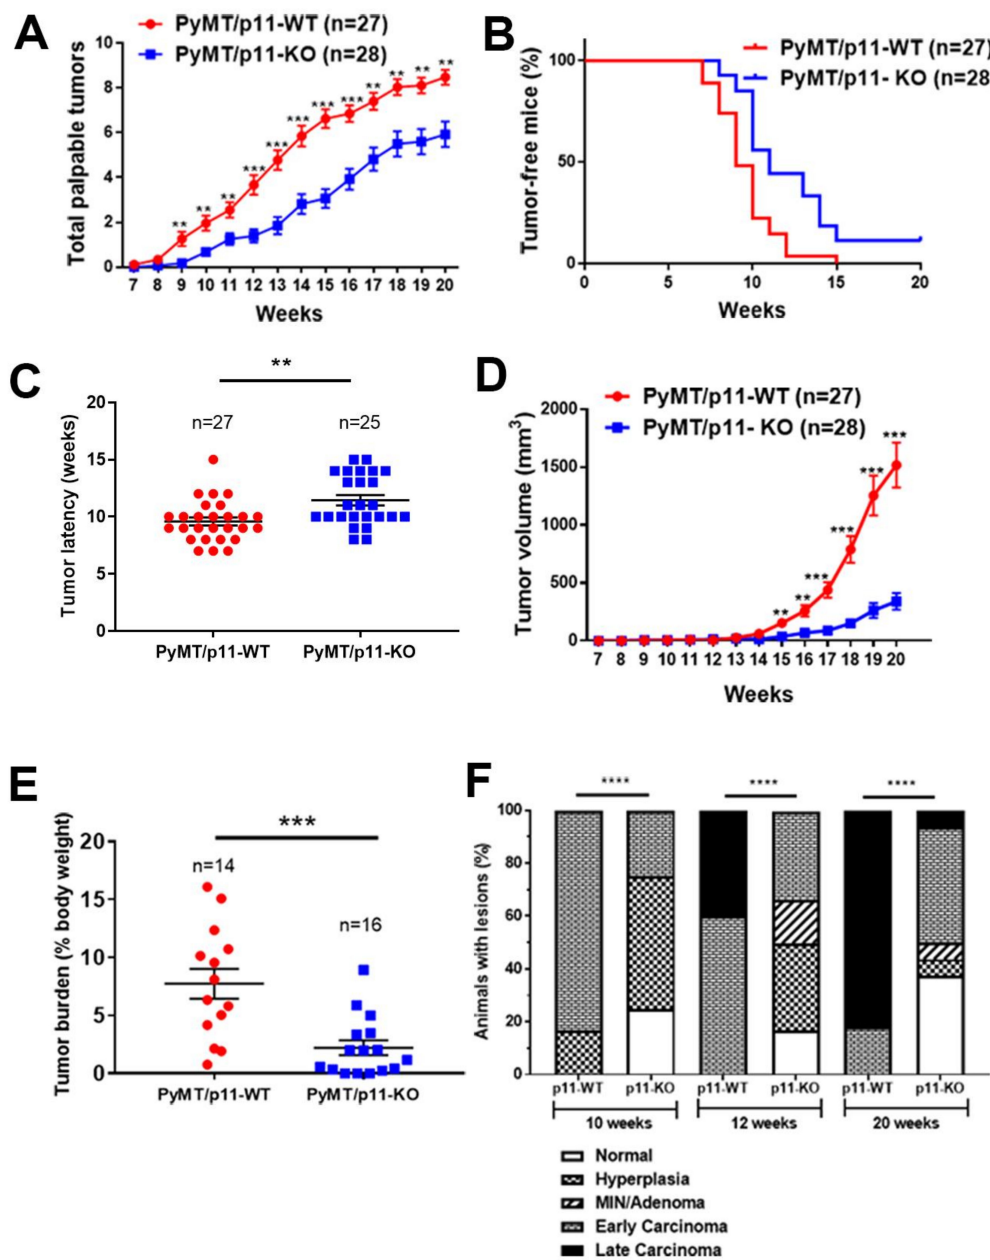 A
PyMT/p11-WT (n=27)
PyMT/p11-KO (n=28)
Total palpable tumors
10
8
6
4
2
0
** ** ** *** *** *** *** *** ** ** ** **
7 8 9 10 11 12 13 14 15 16 17 18 19 20
Weeks
B
PyMT/p11-WT (n=27)
PyMT/p11- KO (n=28
Tumor-free mice (%)
100
50
0
0 5 10 15 20
Weeks
C
**
Tumor latency (weeks)
20
15
10
5
0
n=27 n=25
PyMT/p11-WT PyMT/p11-KO
D
PyMT/p11-WT (n=27)
PyMT/p11- KO (n=28)
Tumor volume (mm3)
2000
1500
1000
500
0
** ** *** *** *** ***
7 8 9 10 11 12 13 14 15 16 17 18 19 20
Weeks
E
***
Tumor burden (% body weight)
20
15
10
5
0
n=14
n=16
PyMT/p11-WT PyMT/p11-KO
F
**** **** ****
Animals with lesions (%)
100
80
60
40
20
0
p11-WT p11-KO p11-WT p11-KO p11-WT p11-KO
10 weeks 12 weeks 20 weeks
Normal
Hyperplasia
MIN/Adenoma
Early Carcinoma
Late Carcinoma